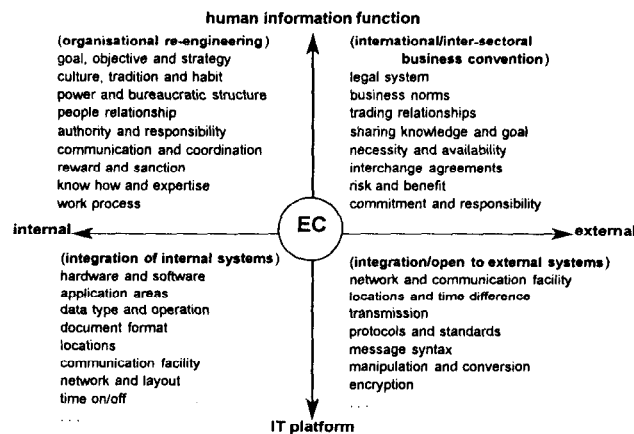 human information function
(organisational re-engineering)
goal, objective and strategy
culture, tradition and habit
power and bureaucratic structure
people relationship
authority and responsibility
communication and coordination
reward and sanction
know how and expertise
work process
(international/inter-sectoral
business convention)
legal system
business norms
trading relationships
sharing knowledge and goal
necessity and availability
interchange agreements
risk and benefit
commitment and responsibility
internal
EC
external
(integration of internal systems)
hardware and software
application areas
data type and operation
document format
locations
communication facility
network and layout
time on/off
. . .
(integration/open to external systems)
network and communication facility
locations and time difference
transmission
protocols and standards
message syntax
manipulation and conversion
encryption
. . .
IT platform